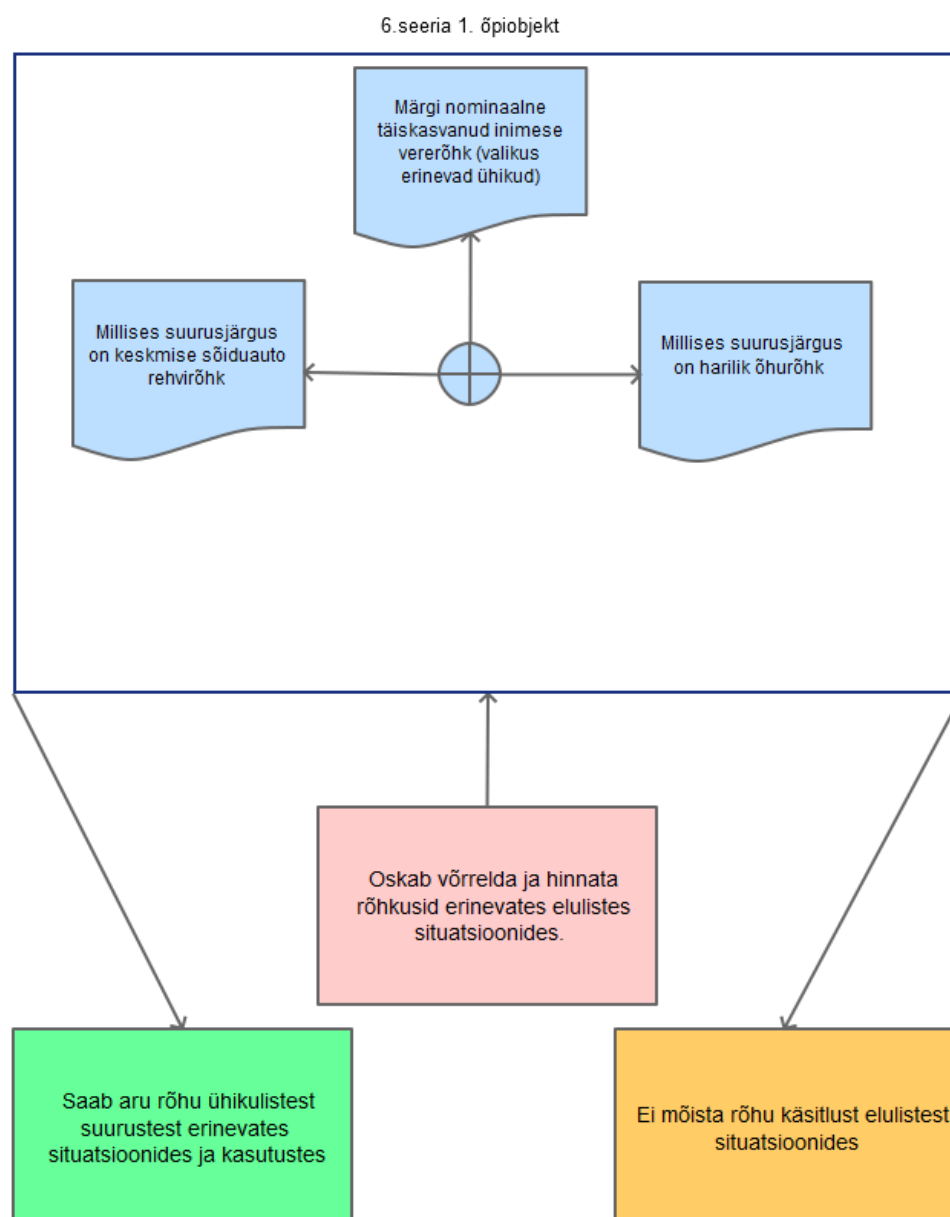 6.seeria 1. õpiobjekt
Märgi nominaalne
täiskasvanud inimese
vererõhk (valikus
erinevad ühikud)
Millises suurusjärgus
on keskmise sõiduauto
rehvirõhk
Millises suurusjärgus
on harilik õhurõhk
Oskab võrrelda ja hinnata
rõhkusid erinevates elulistes
situatsioonides.
Saab aru rõhu ühikulistest
suurustest erinevates
situatsioonides ja kasutustes
Ei mõista rõhu käsitlust elulistest
situatsioonides